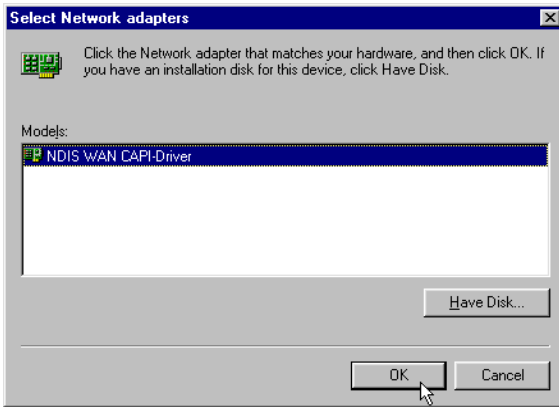 Select Network adapters
Click the Network adapter that matches your hardware, and then click OK. If
you have an installation disk for this device, click Have Disk.
Models:
NDIS WAN CAPI-Driver
Have Disk...
OK
Cancel